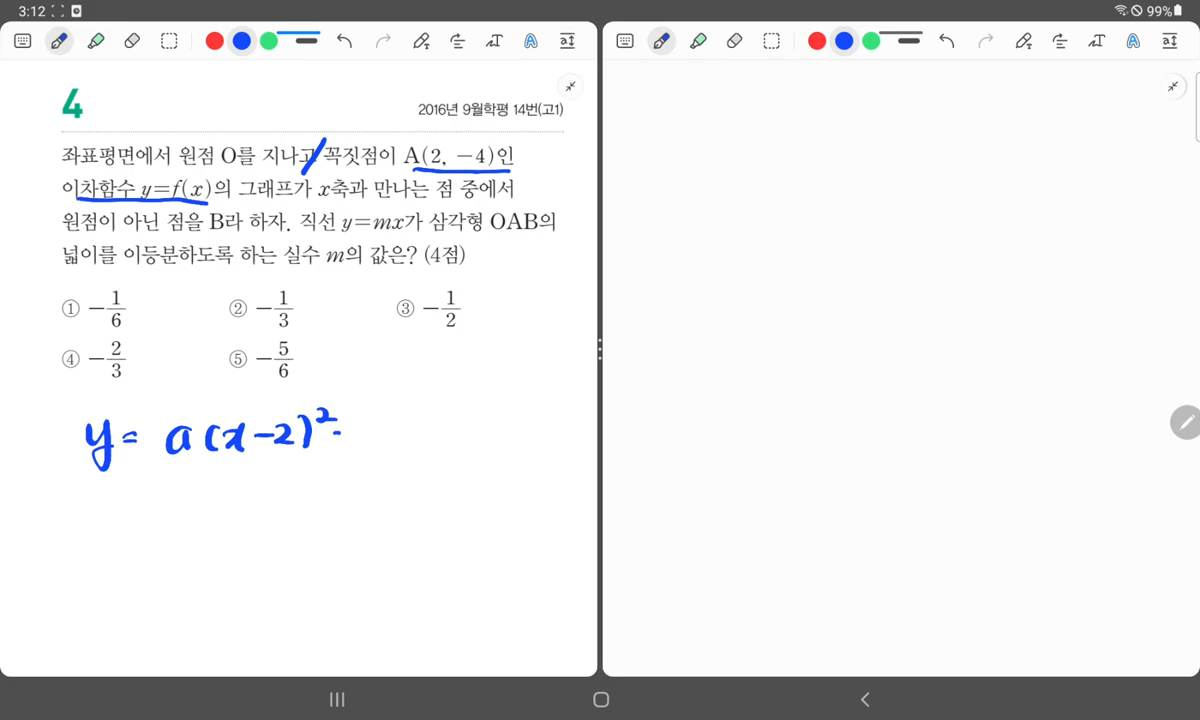 3:12
99%
4
2016년 9월학평 14번(고1)
좌표평면에서 원점 O를 지나고 꼭짓점이 A(2, −4)인
이차함수 y=f(x)의 그래프가 x축과 만나는 점 중에서
원점이 아닌 점을 B라 하자. 직선 y=mx가 삼각형 OAB의
넓이를 이등분하도록 하는 실수 m의 값은? (4점)
① −1/6 ② −1/3 ③ −1/2
④ −2/3 ⑤ −5/6
y= a(x-2)²-